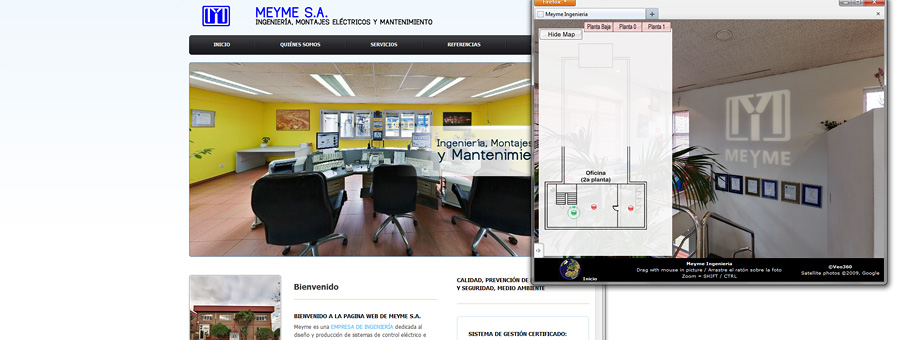 MEYME S.A.
INGENIERÍA, MONTAJES ELÉCTRICOS Y MANTENIMIENTO
INICIO
QUIÉNES SOMOS
SERVICIOS
REFERENCIAS
Ingeniería, Montajes
y Mantenimie
Bienvenido
BIENVENIDO A LA PAGINA WEB DE MEYME S.A.
Meyme es una EMPRESA DE INGENIERÍA dedicada al
diseño y producción de sistemas de control eléctrico e
CALIDAD, PREVENCIÓN DE
Y SEGURIDAD, MEDIO AMBIENTE
SISTEMA DE GESTIÓN CERTIFICADO:
Firefox
Meyme Ingenieria
Planta Baja
Planta 0
Planta 1
Hide Map
Oficina
(2a planta)
MEYME
Inicio
Meyme Ingenieria
Drag with mouse in picture / Arrastre el ratón sobre la foto
Zoom = SHIFT / CTRL
©Veo360
Satellite photos ©2009, Google